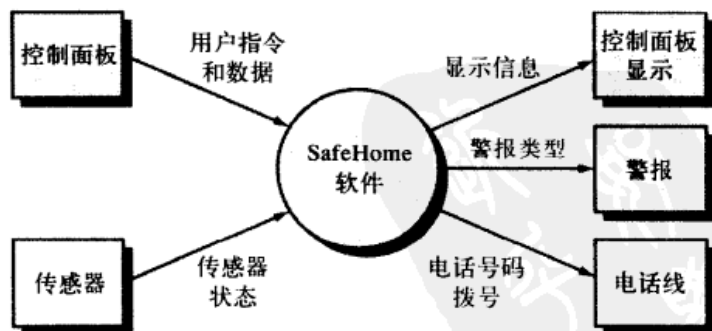 控制面板
用户指令
和数据
显示信息
控制面板
显示
SafeHome
软件
警报类型
警报
传感器
传感器
状态
电话号码
拨号
电话线